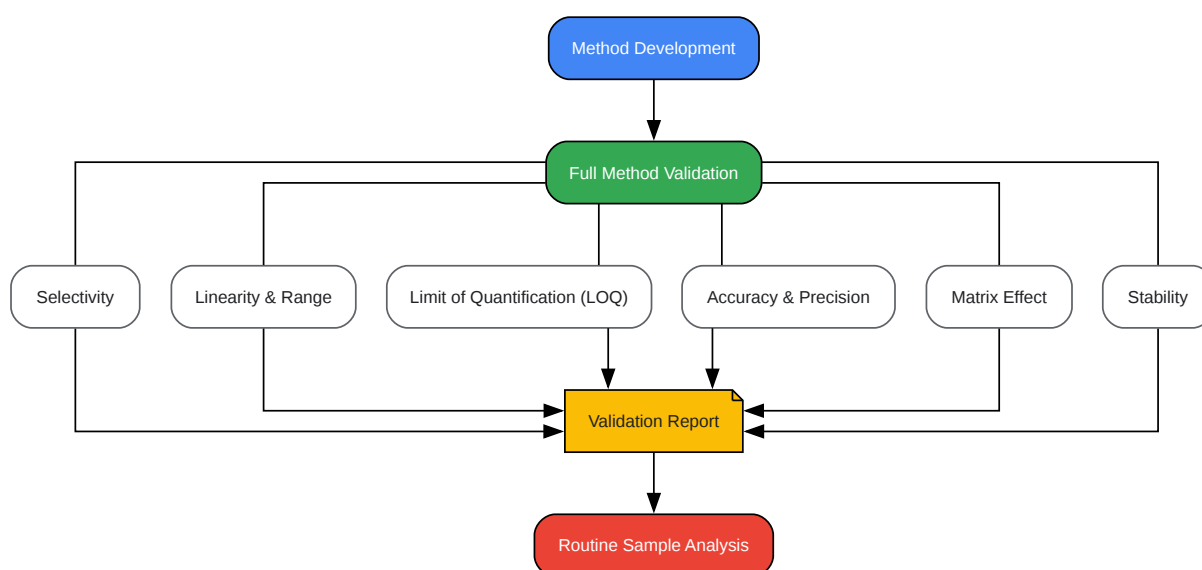 Method Development
Full Method Validation
Selectivity
Linearity & Range
Limit of Quantification (LOQ)
Accuracy & Precision
Matrix Effect
Stability
Validation Report
Routine Sample Analysis